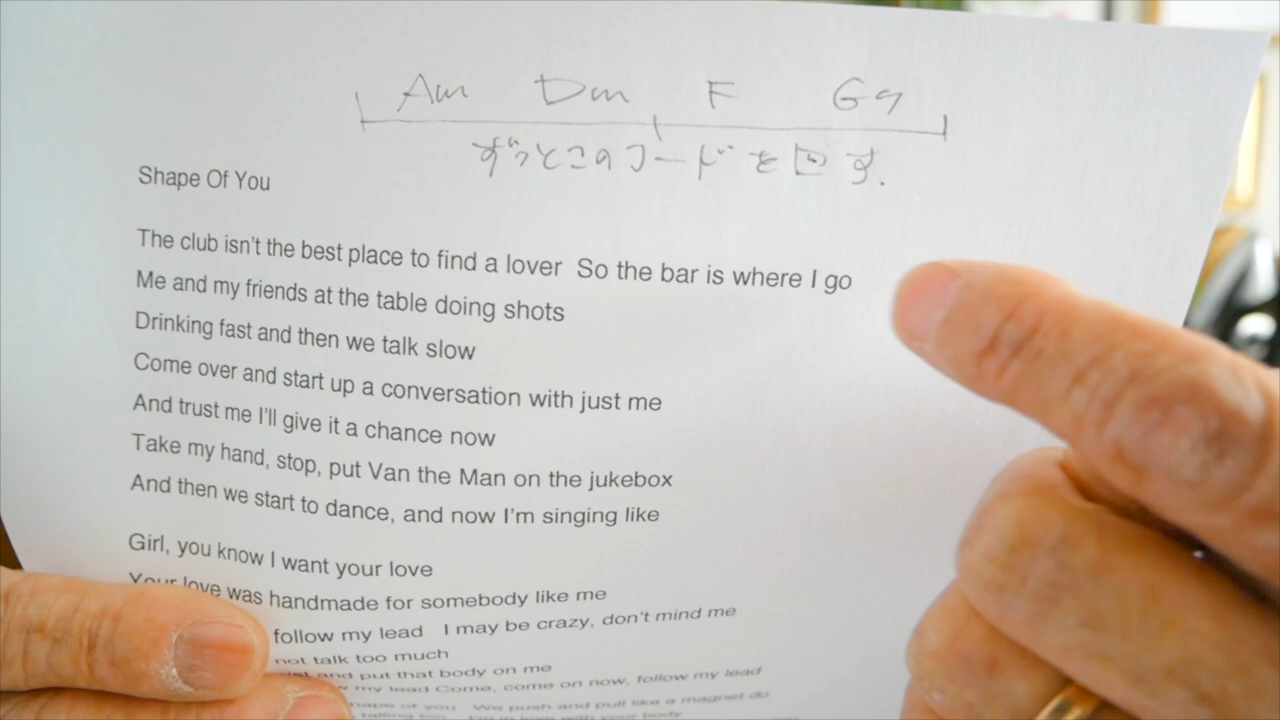 Am Dm F G7
ずっとこのコードを回す.
Shape Of You
The club isn't the best place to find a lover So the bar is where I go
Me and my friends at the table doing shots
Drinking fast and then we talk slow
Come over and start up a conversation with just me
And trust me I'll give it a chance now
Take my hand, stop, put Van the Man on the jukebox
And then we start to dance, and now I'm singing like
Girl, you know I want your love
Your love was handmade for somebody like me
follow my lead I may be crazy, don't mind me
not talk too much
and put that body on me
my lead Come, come on now, follow my lead
of you We push and pull like a magnet do